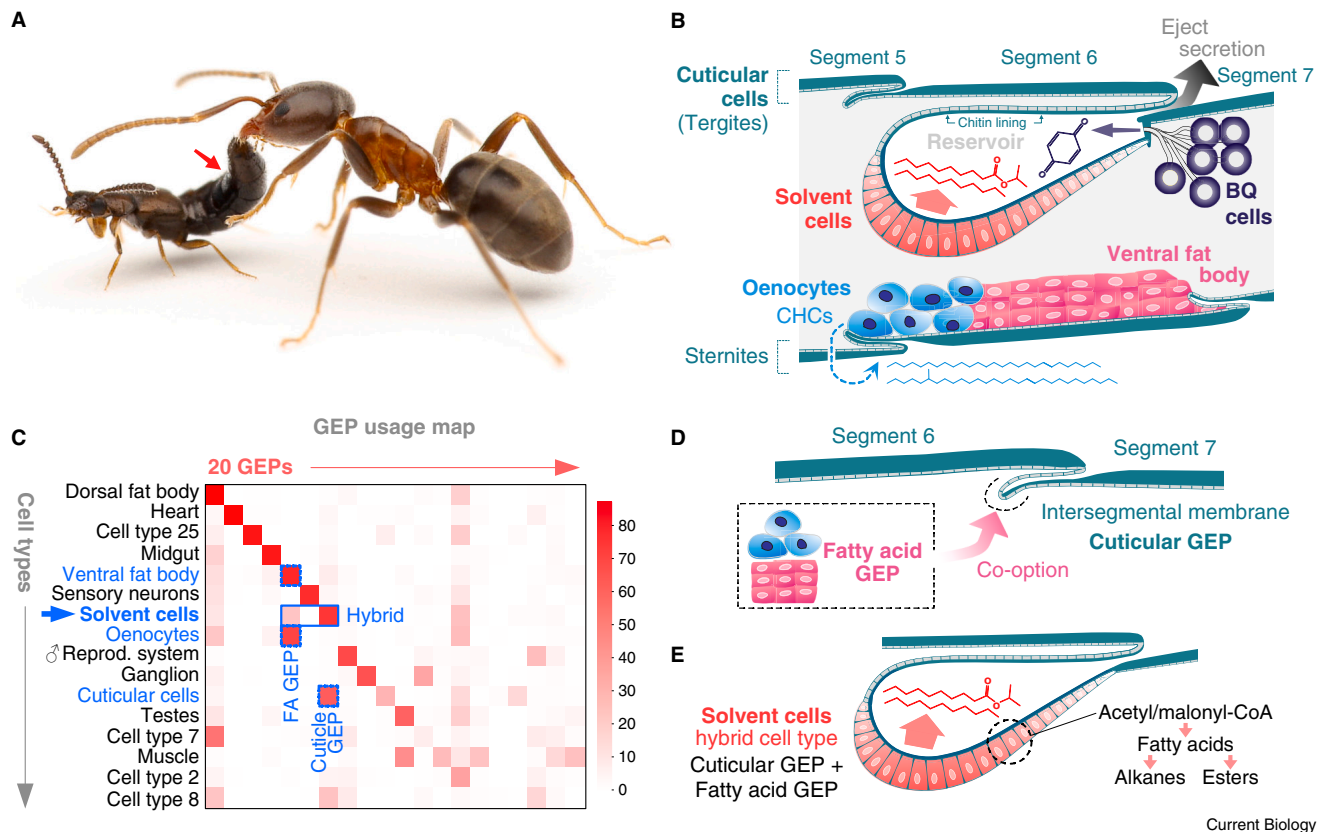 A
B
Eject
secretion
Segment 5
Segment 6
Segment 7
Cuticular
cells
(Tergites)
Chitin lining
Reservoir
O
O
Solvent
cells
BQ
cells
Ventral fat
body
Oenocytes
CHCs
Sternites
C
GEP usage map
20 GEPs
Cell types
Dorsal fat body
Heart
Cell type 25
Midgut
Ventral fat body
Sensory neurons
Solvent cells
Oenocytes
♂Reprod. system
Ganglion
Cuticular cells
Testes
Cell type 7
Muscle
Cell type 2
Cell type 8
Hybrid
FA GEP
Cuticle
GEP
80
70
60
50
40
30
20
10
0
D
Segment 6
Segment 7
Intersegmental membrane
Cuticular GEP
Fatty acid
GEP
Co-option
E
O
O
Solvent cells
hybrid cell type
Cuticular GEP +
Fatty acid GEP
Acetyl/malonyl-CoA
Fatty acids
Alkanes Esters
Current Biology